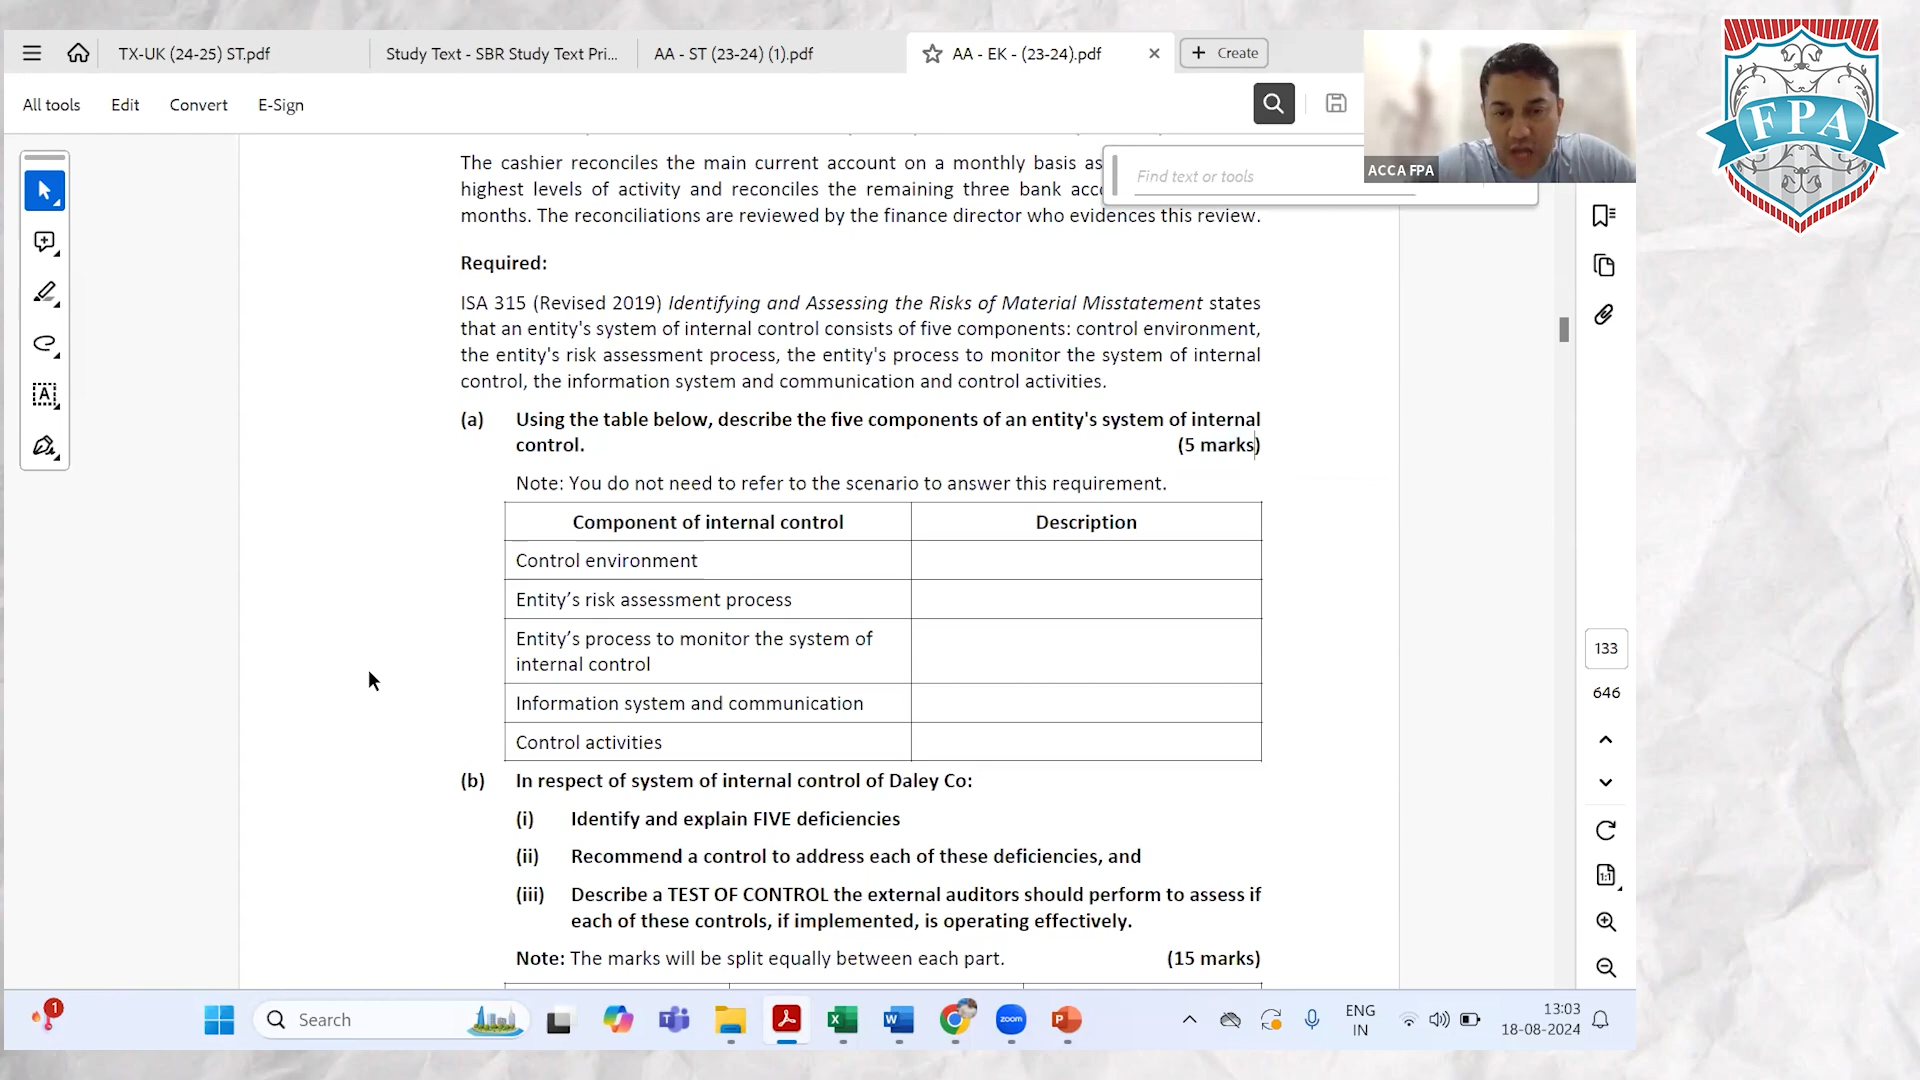 TX-UK (24-25) ST.pdf
Study Text - SBR Study Text Pri...
AA - ST (23-24) (1).pdf
AA - EK - (23-24).pdf
Create
All tools
Edit
Convert
E-Sign
Find text or tools
ACCA FPA
FPA
The cashier reconciles the main current account on a monthly basis as
highest levels of activity and reconciles the remaining three bank acc
months. The reconciliations are reviewed by the finance director who evidences this review.
Required:
ISA 315 (Revised 2019) Identifying and Assessing the Risks of Material Misstatement states
that an entity's system of internal control consists of five components: control environment,
the entity's risk assessment process, the entity's process to monitor the system of internal
control, the information system and communication and control activities.
(a) Using the table below, describe the five components of an entity's system of internal
control. (5 marks)
Note: You do not need to refer to the scenario to answer this requirement.
Component of internal control Description
Control environment
Entity’s risk assessment process
Entity’s process to monitor the system of
internal control
Information system and communication
Control activities
(b) In respect of system of internal control of Daley Co:
(i) Identify and explain FIVE deficiencies
(ii) Recommend a control to address each of these deficiencies, and
(iii) Describe a TEST OF CONTROL the external auditors should perform to assess if
each of these controls, if implemented, is operating effectively.
Note: The marks will be split equally between each part. (15 marks)
133
646
1:1
1
Search
zoom
ENG
IN
13:03
18-08-2024